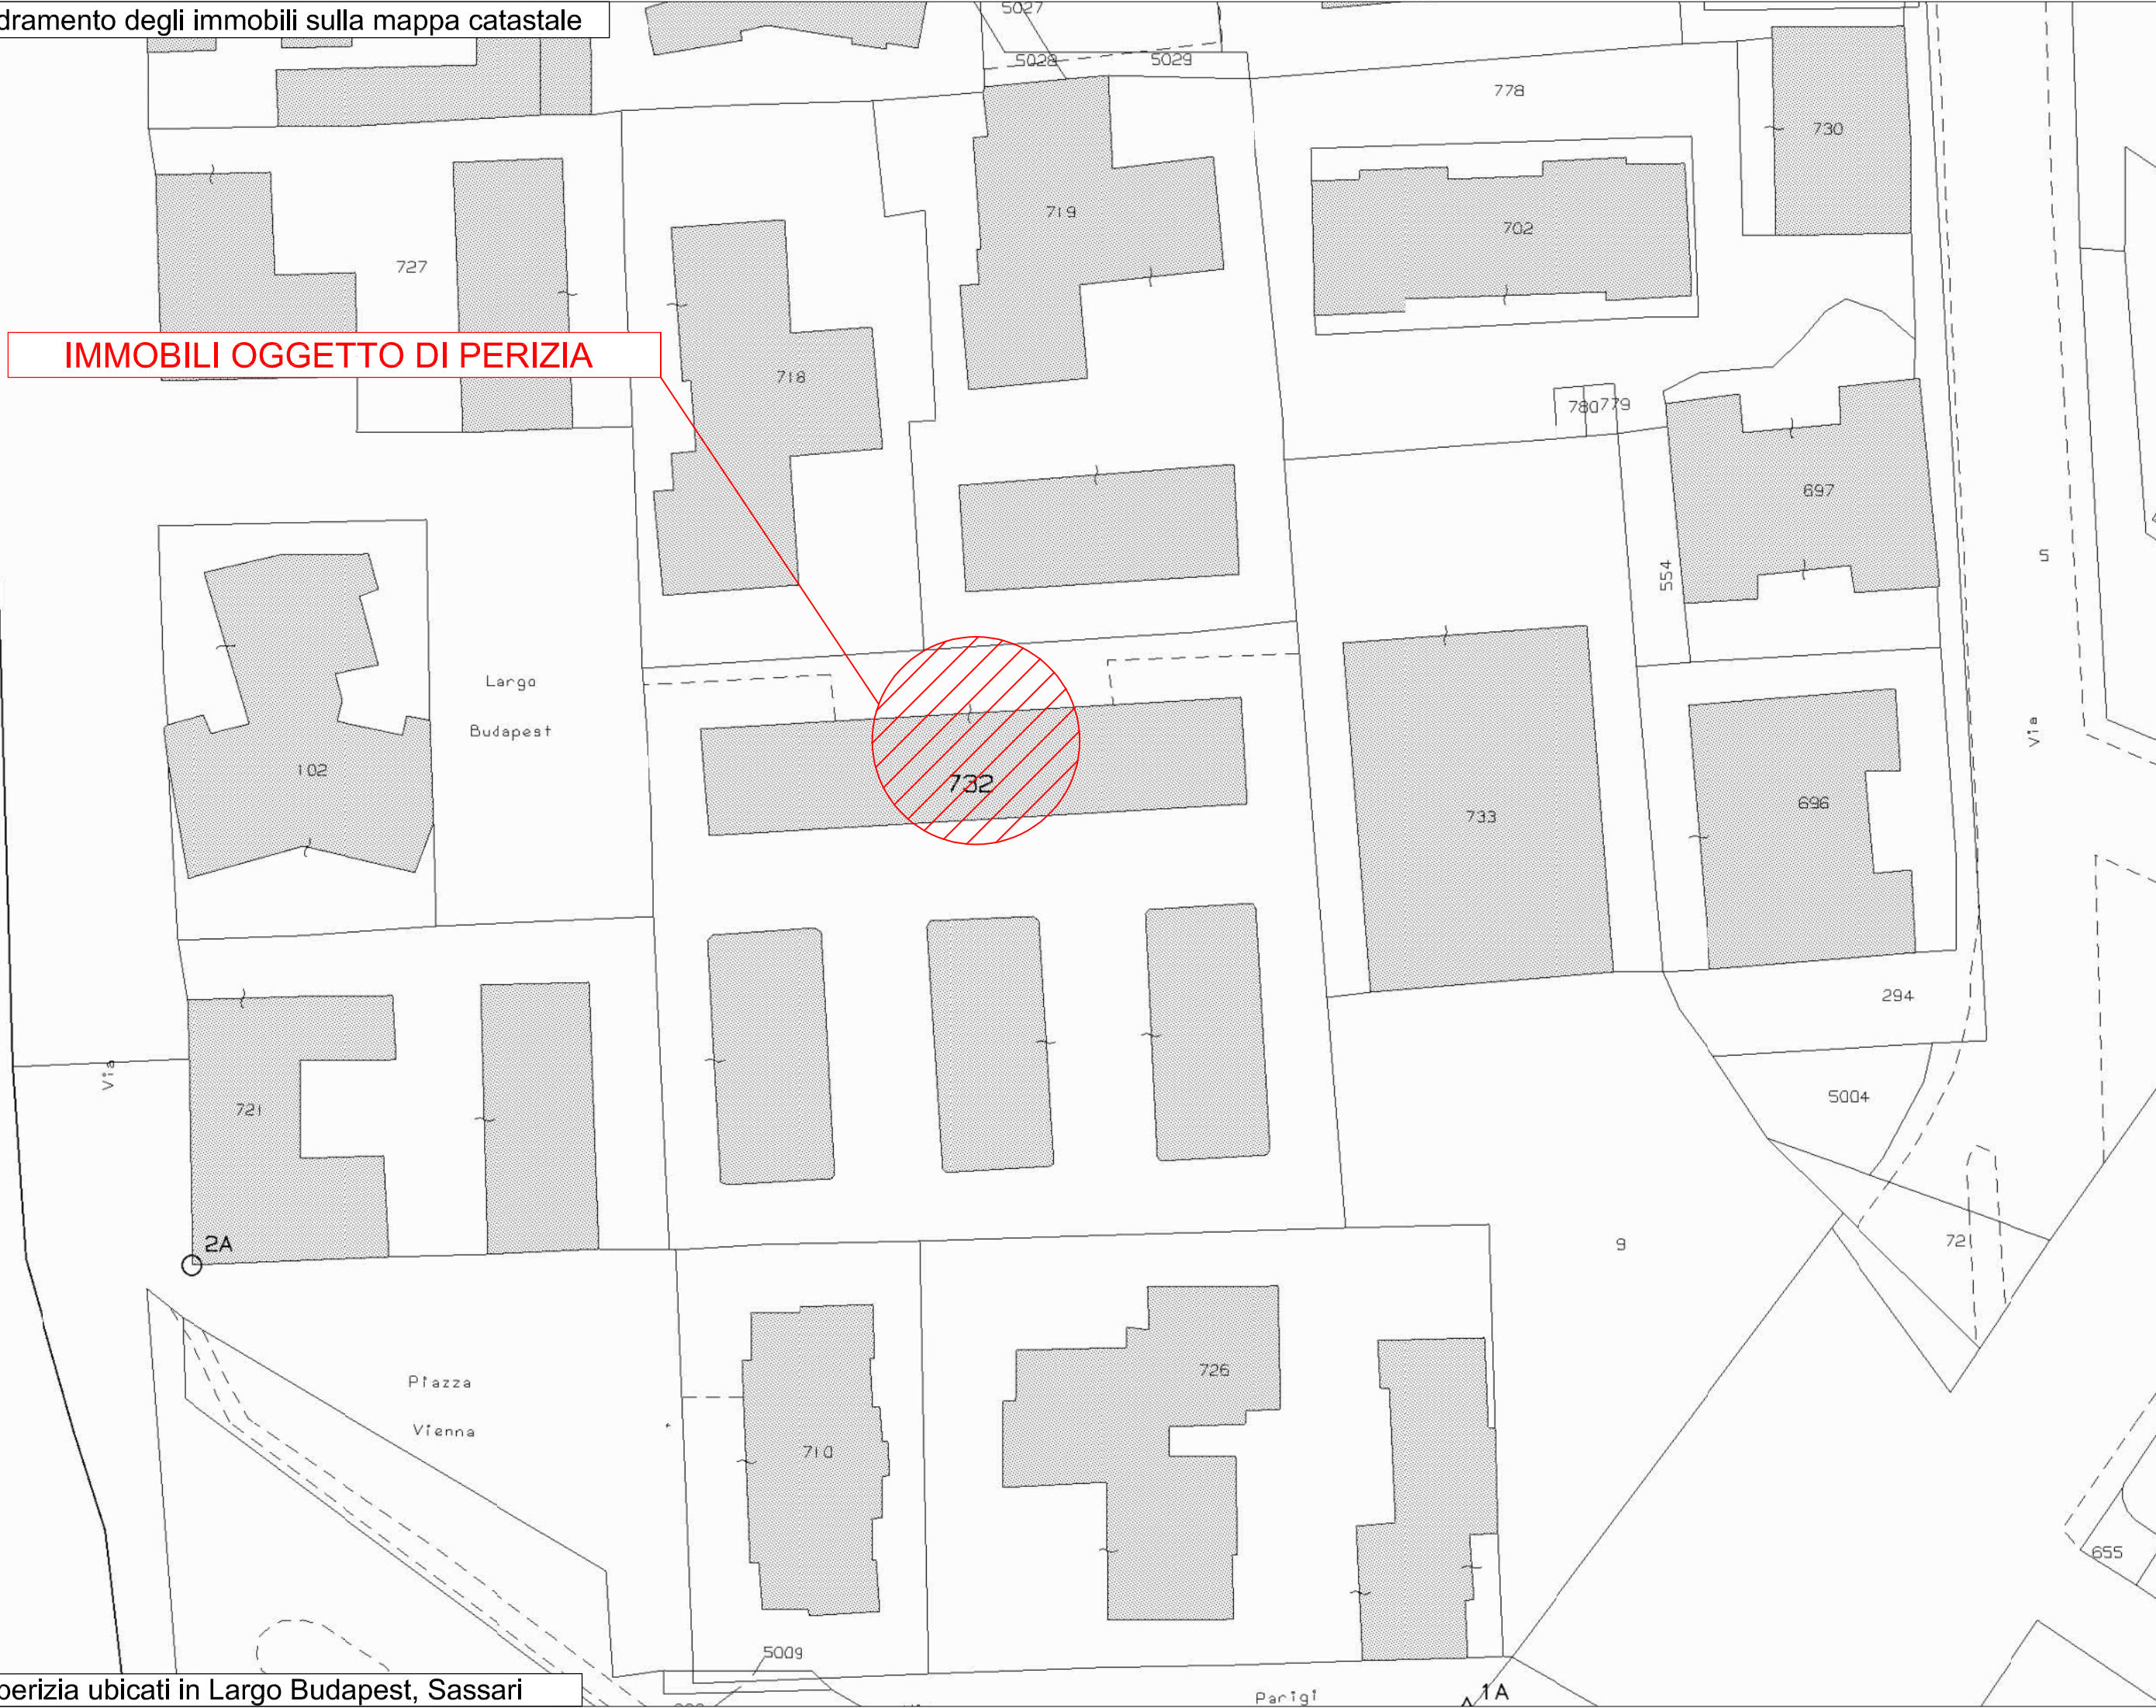 dramento degli immobili sulla mappa catastale
5027
5028
5029
778
730
719
702
727
IMMOBILI OGGETTO DI PERIZIA
718
780
779
697
554
S
Largo
Budapest
Via
102
732
733
696
294
Via
721
5004
2A
9
72
Piazza
Vienna
726
710
655
5009
perizia ubicati in Largo Budapest, Sassari
Parigi
1A